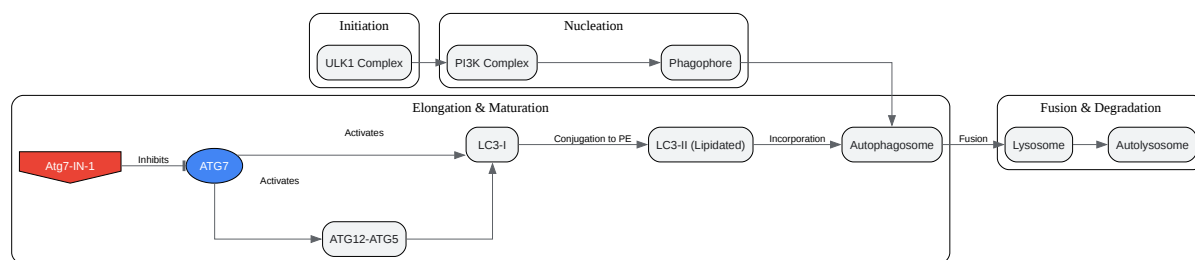 Initiation
Nucleation
ULK1 Complex
PI3K Complex
Phagophore
Elongation & Maturation
Fusion & Degradation
Atg7-IN-1
Inhibits
ATG7
Activates
LC3-I
Conjugation to PE
LC3-II (Lipidated)
Incorporation
Autophagosome
Fusion
Lysosome
Autolysosome
Activates
ATG12-ATG5